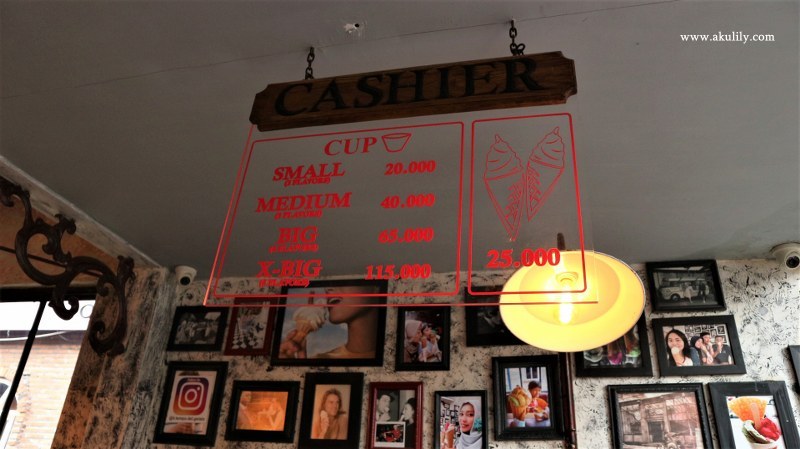 www.akulily.com
CASHIER
CUP
SMALL 20.000
MEDIUM 40.000
BIG 65.000
X-BIG 115.000
25.000